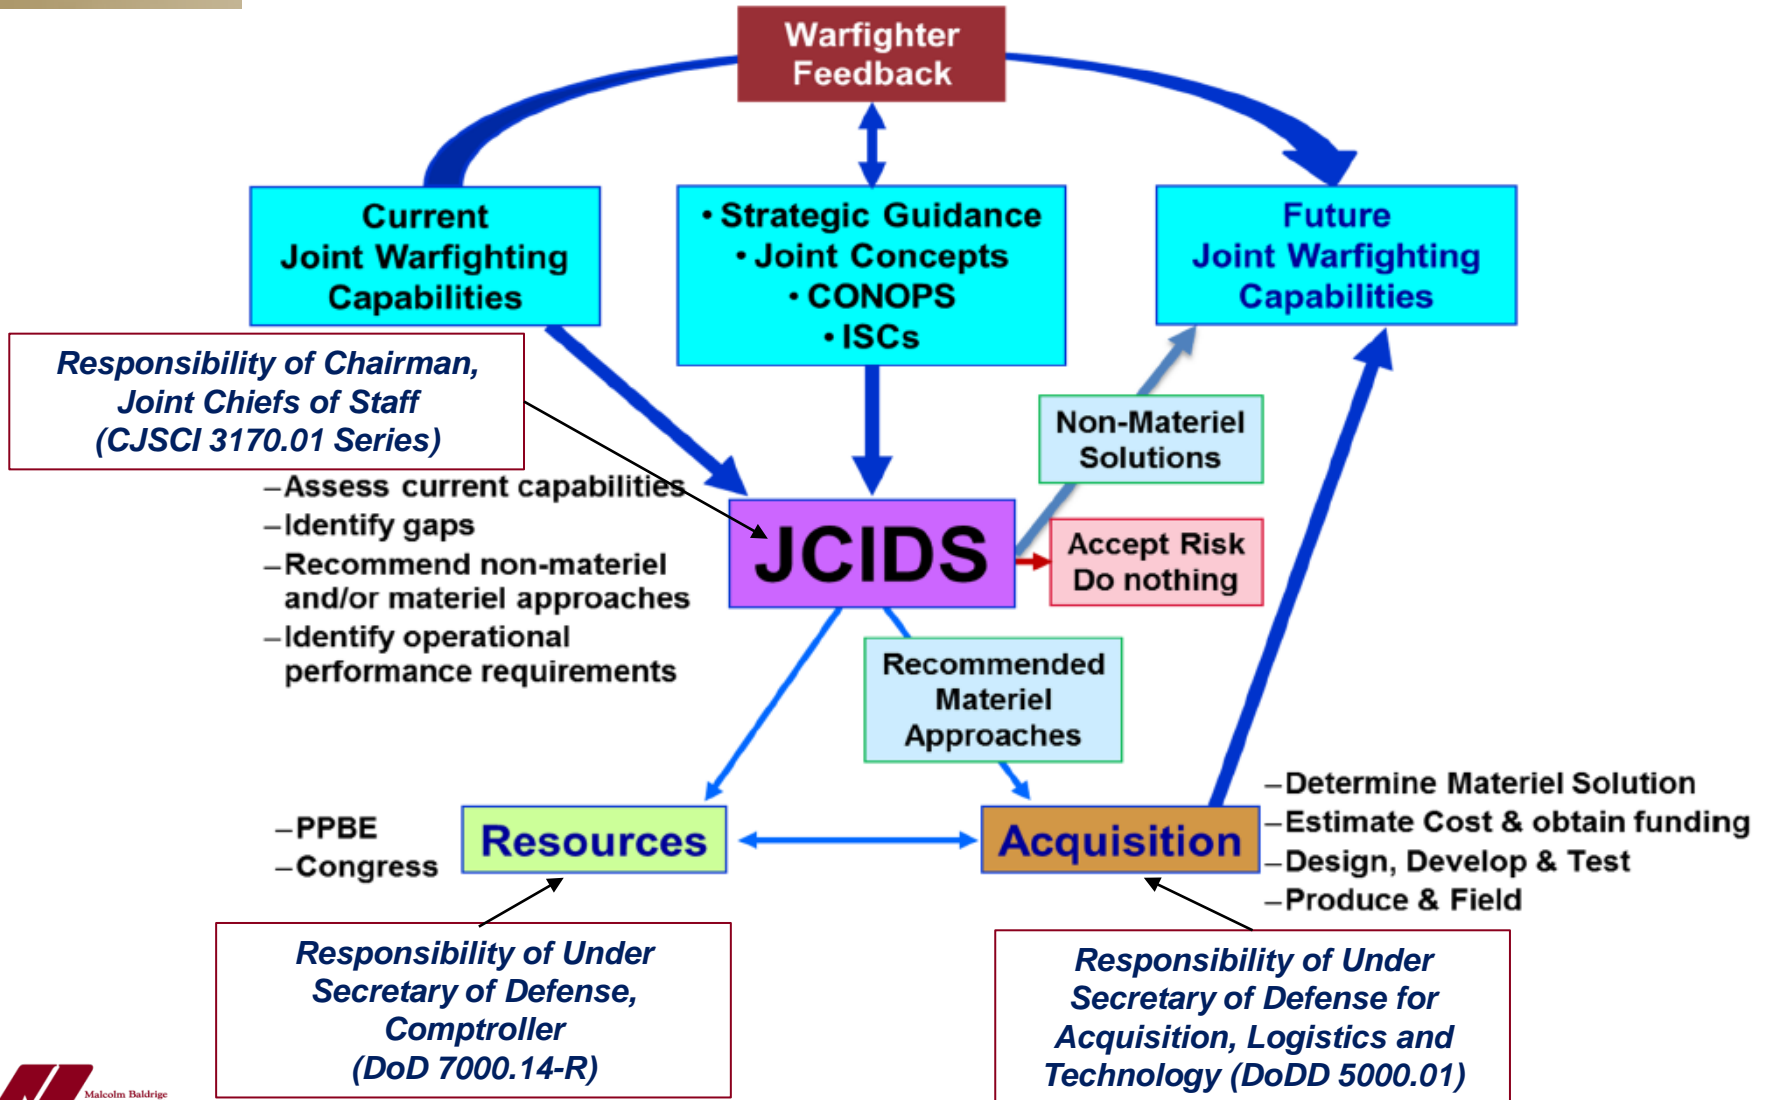 Warfighter
Feedback
Current
Joint Warfighting
Capabilities
• Strategic Guidance
• Joint Concepts
• CONOPS
• ISCs
Future
Joint Warfighting
Capabilities
Responsibility of Chairman,
Joint Chiefs of Staff
(CJSCI 3170.01 Series)
Non-Materiel
Solutions
–Assess current capabilities
–Identify gaps
–Recommend non-materiel
and/or materiel approaches
–Identify operational
performance requirements
JCIDS
Accept Risk
Do nothing
Recommended
Materiel
Approaches
–PPBE
–Congress
Resources
Acquisition
–Determine Materiel Solution
–Estimate Cost & obtain funding
–Design, Develop & Test
–Produce & Field
Responsibility of Under
Secretary of Defense,
Comptroller
(DoD 7000.14-R)
Responsibility of Under
Secretary of Defense for
Acquisition, Logistics and
Technology (DoDD 5000.01)
Malcolm Baldrige